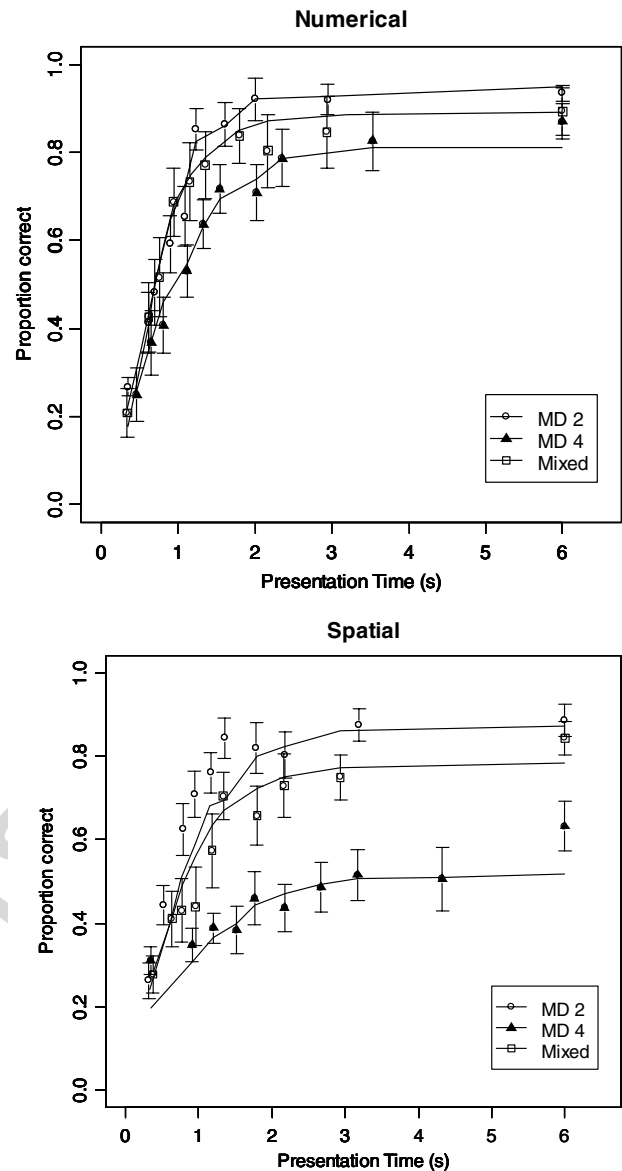 Numerical
1.0
0.8
0.6
0.4
0.2
0.0
Proportion correct
MD 2
MD 4
Mixed
0 1 2 3 4 5 6
Presentation Time (s)
Spatial
1.0
0.8
0.6
0.4
0.2
0.0
Proportion correct
MD 2
MD 4
Mixed
0 1 2 3 4 5 6
Presentation Time (s)